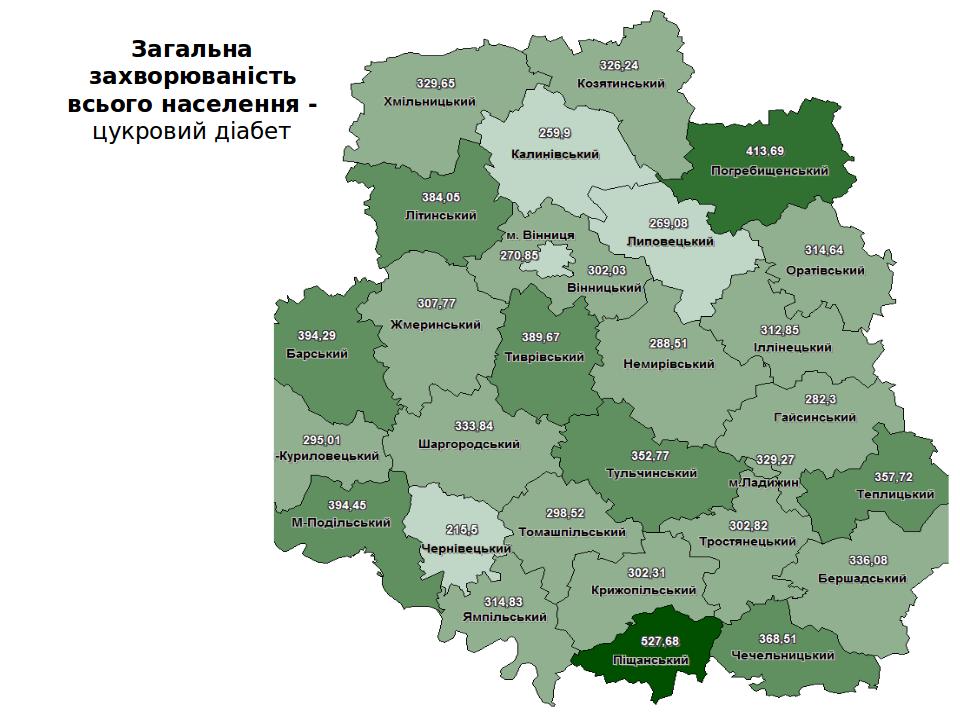 Загальна
захворюваність
всього населення -
цукровий діабет
326,24
Козятинський
329,65
Хмільницький
259,9
Калинівський
413,69
Погребищенський
384,05
Літинський
269,08
Липовецький
м. Вінниця
270,85
302,03
Вінницький
314,64
Оратівський
307,77
Жмеринський
394,29
Барський
389,67
Тиврівський
288,51
Немирівський
312,85
Іллінецький
282,3
Гайсинський
333,84
Шаргородський
295,01
-Куриловецький
352,77
Тульчинський
329,27
м.Ладижин
357,72
Теплицький
394,45
М-Подільський
298,52
Томашпільський
215,5
Чернівецький
302,82
Тростянецький
336,08
Бершадський
302,31
Крижопільський
314,83
Ямпільський
527,68
Піщанський
368,51
Чечельницький